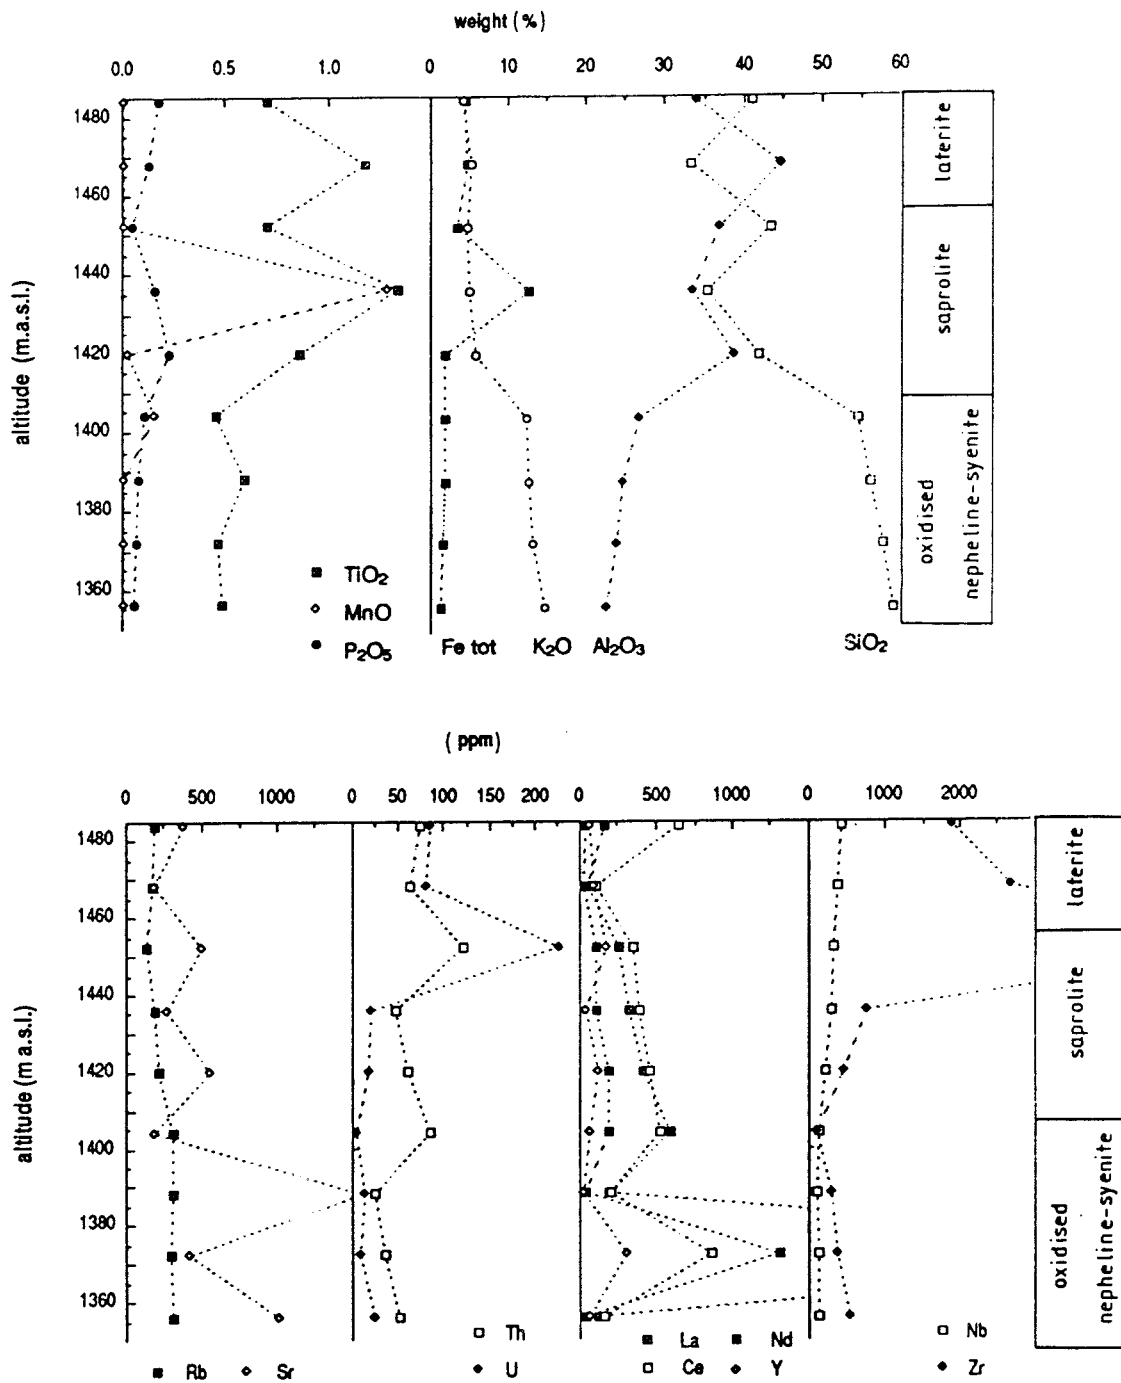 weight (%)
0.0 0.5 1.0 0 10 20 30 40 50 60
1480
1460
1440
1420
1400
1380
1360
altitude (m.a.s.l.)
laterite
saprolite
oxidised
nepheline-syenite
TiO2
MnO
P2O5
Fe tot K2O Al2O3 SiO2
(ppm)
0 500 1000 0 50 100 150 200 0 500 1000 0 1000 2000
1480
1460
1440
1420
1400
1380
1360
altitude (m a.s.l.)
laterite
saprolite
oxidised
nepheline-syenite
Rb Sr
Th
U
La Nd
Ce Y
Nb
Zr